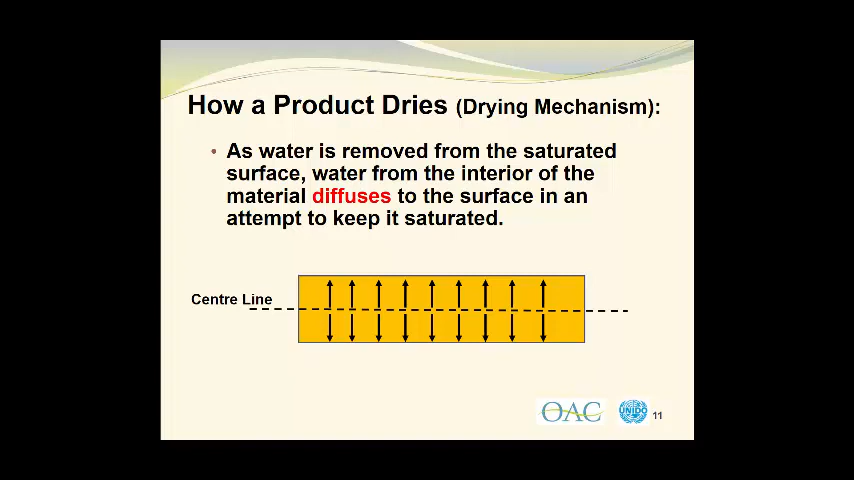 How a Product Dries (Drying Mechanism):
• As water is removed from the saturated
surface, water from the interior of the
material diffuses to the surface in an
attempt to keep it saturated.
Centre Line
OAC
UNIDO
11